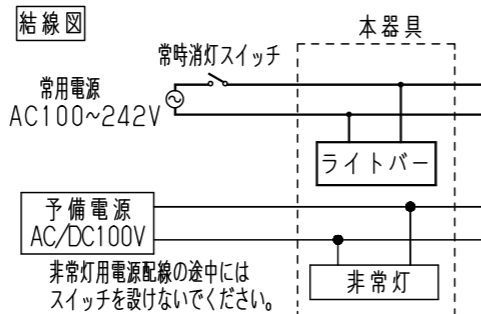 結線図
本器具
常時消灯スイッチ
常用電源
AC100~242V
ライトバー
予備電源
AC/DC100V
非常灯用電源配線の途中には
スイッチを設けないでください。
非常灯